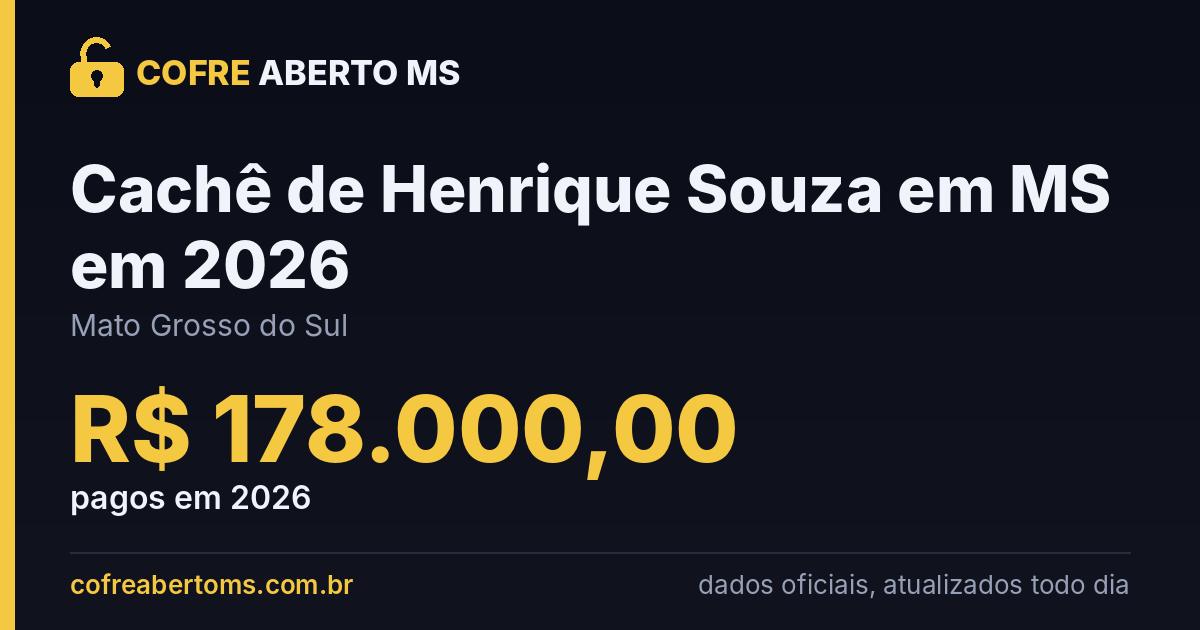 COFRE ABERTO MS
Cachê de Henrique Souza em MS
em 2026
Mato Grosso do Sul
R$ 178.000,00
pagos em 2026
cofreabertoms.com.br
dados oficiais, atualizados todo dia